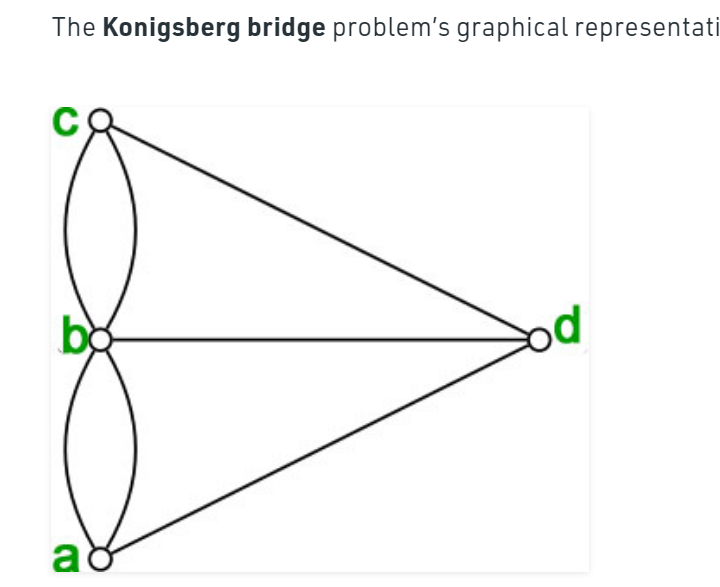 The Konigsberg bridge problem's graphical representati
c
b
d
a